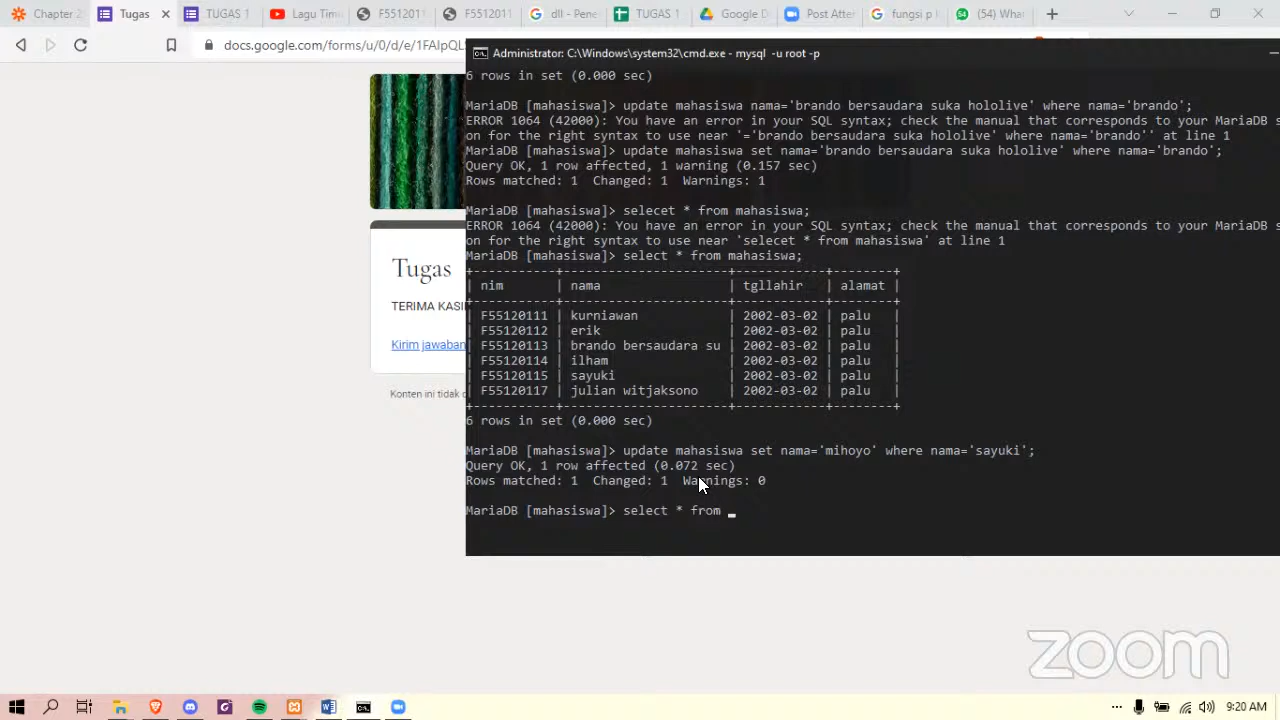 Chapter 2
Tugas
TUGAS 1
Lagu Timu
F55120111
F5512011
dll - Pene
TUGAS 1
Google D
Post Atter
fungsi p
(54) Wha
docs.google.com/forms/u/0/d/e/1FAIpQL
Administrator: C:\Windows\system32\cmd.exe - mysql -u root -p
6 rows in set (0.000 sec)
MariaDB [mahasiswa]> update mahasiswa nama='brando bersaudara suka hololive' where nama='brando';
ERROR 1064 (42000): You have an error in your SQL syntax; check the manual that corresponds to your MariaDB s
on for the right syntax to use near '='brando bersaudara suka hololive' where nama='brando'' at line 1
MariaDB [mahasiswa]> update mahasiswa set nama='brando bersaudara suka hololive' where nama='brando';
Query OK, 1 row affected, 1 warning (0.157 sec)
Rows matched: 1  Changed: 1  Warnings: 1
MariaDB [mahasiswa]> selecet * from mahasiswa;
ERROR 1064 (42000): You have an error in your SQL syntax; check the manual that corresponds to your MariaDB s
on for the right syntax to use near 'selecet * from mahasiswa' at line 1
MariaDB [mahasiswa]> select * from mahasiswa;
+-----------+----------------------+------------+--------+
| nim       | nama                 | tgllahir   | alamat |
+-----------+----------------------+------------+--------+
| F55120111 | kurniawan            | 2002-03-02 | palu   |
| F55120112 | erik                 | 2002-03-02 | palu   |
| F55120113 | brando bersaudara su | 2002-03-02 | palu   |
| F55120114 | ilham                | 2002-03-02 | palu   |
| F55120115 | sayuki               | 2002-03-02 | palu   |
| F55120117 | julian witjaksono    | 2002-03-02 | palu   |
+-----------+----------------------+------------+--------+
6 rows in set (0.000 sec)
MariaDB [mahasiswa]> update mahasiswa set nama='mihoyo' where nama='sayuki';
Query OK, 1 row affected (0.072 sec)
Rows matched: 1  Changed: 1  Warnings: 0
MariaDB [mahasiswa]> select * from _
Tugas
TERIMA KASI
Kirim jawaban
Konten ini tidak d
zoom
9:20 AM